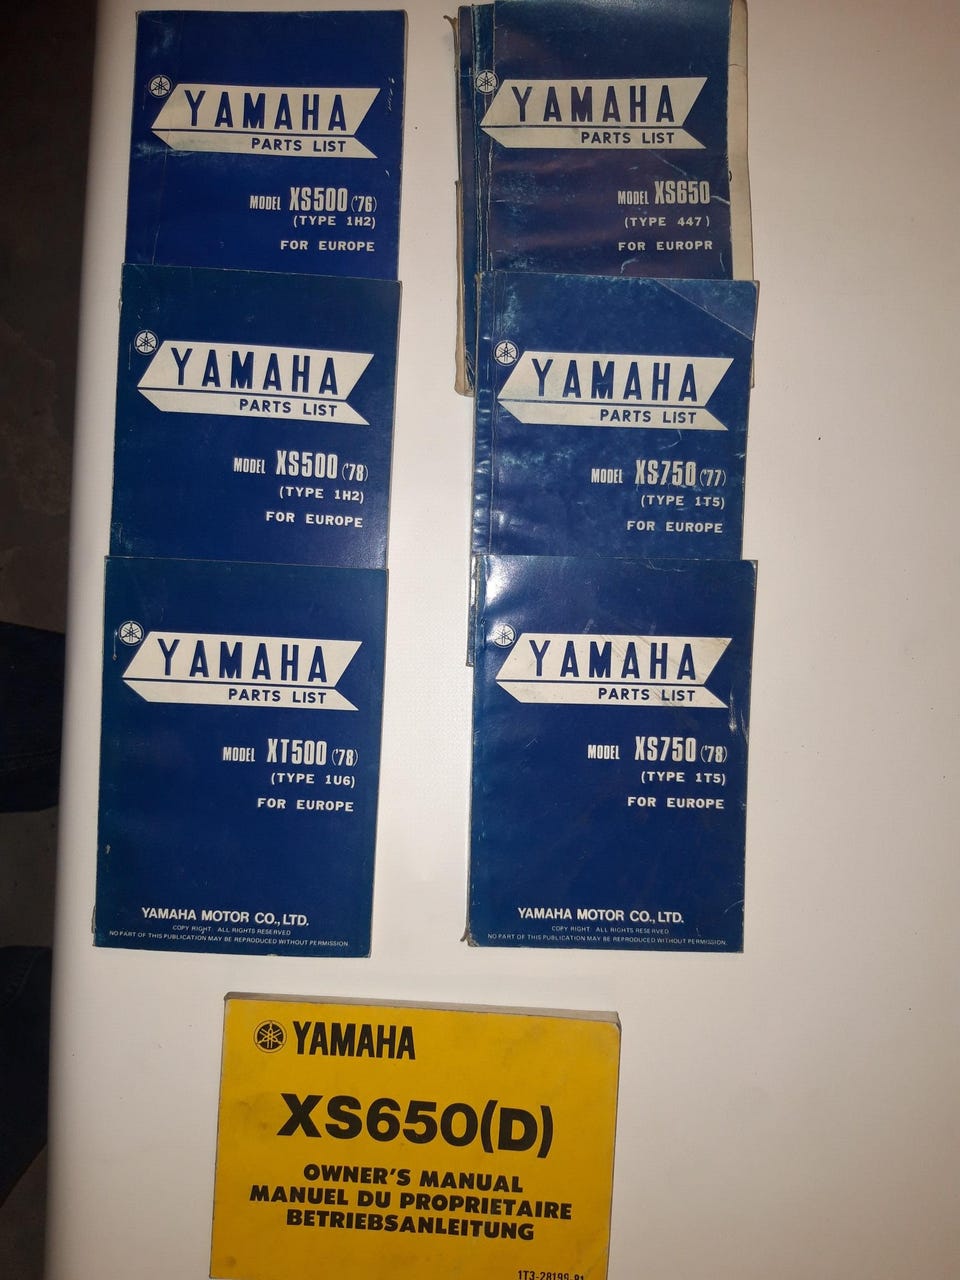 YAMAHA
PARTS LIST
MODEL XS500 ('76)
(TYPE 1H2)
FOR EUROPE
YAMAHA
PARTS LIST
MODEL XS650
(TYPE 447)
FOR EUROPR
YAMAHA
PARTS LIST
MODEL XS500 ('78)
(TYPE 1H2)
FOR EUROPE
YAMAHA
PARTS LIST
MODEL XS750 ('77)
(TYPE 1T5)
FOR EUROPE
YAMAHA
PARTS LIST
MODEL XT500 ('78)
(TYPE 1U6)
FOR EUROPE
YAMAHA MOTOR CO., LTD.
COPY RIGHT: ALL RIGHTS RESERVED
NO PART OF THIS PUBLICATION MAY BE REPRODUCED WITHOUT PERMISSION.
YAMAHA
PARTS LIST
MODEL XS750 ('78)
(TYPE 1T5)
FOR EUROPE
YAMAHA MOTOR CO., LTD.
COPY RIGHT: ALL RIGHTS RESERVED
NO PART OF THIS PUBLICATION MAY BE REPRODUCED WITHOUT PERMISSION.
YAMAHA
XS650(D)
OWNER'S MANUAL
MANUEL DU PROPRIETAIRE
BETRIEBSANLEITUNG
1T3-28199-81